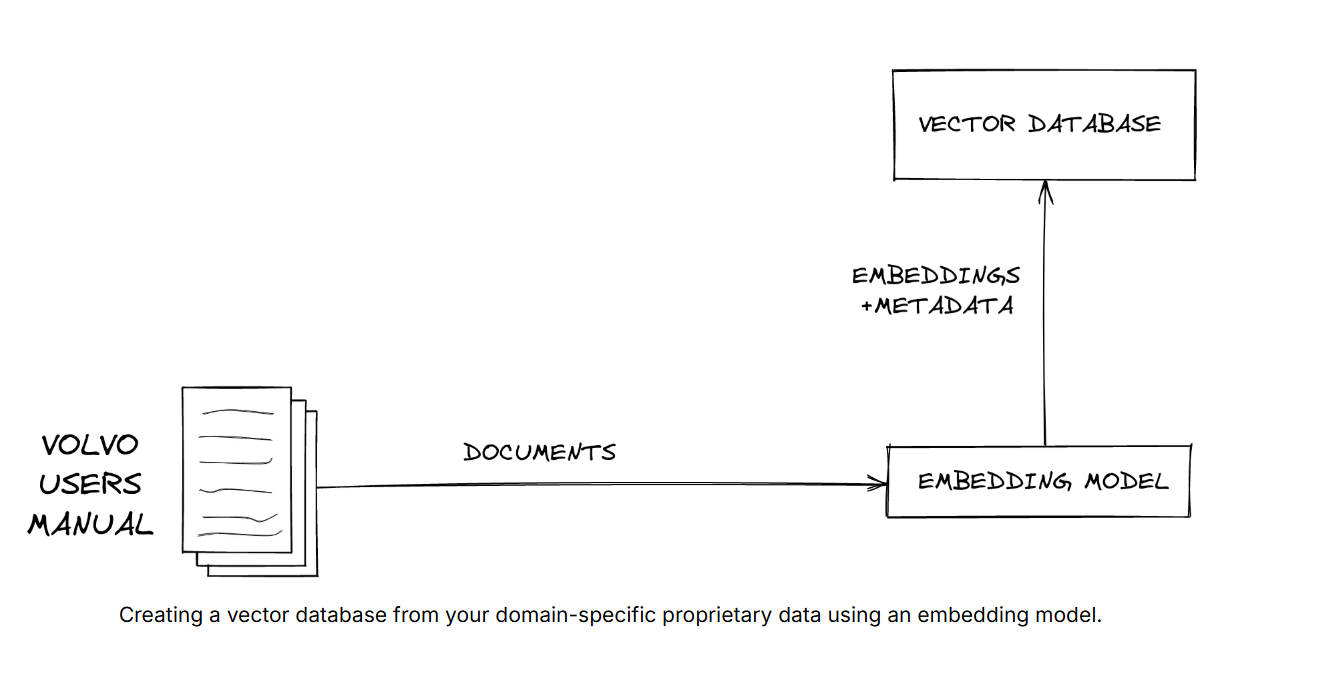 VECTOR DATABASE
EMBEDDINGS
+METADATA
VOLVO
USERS
MANUAL
DOCUMENTS
EMBEDDING MODEL
Creating a vector database from your domain-specific proprietary data using an embedding model.